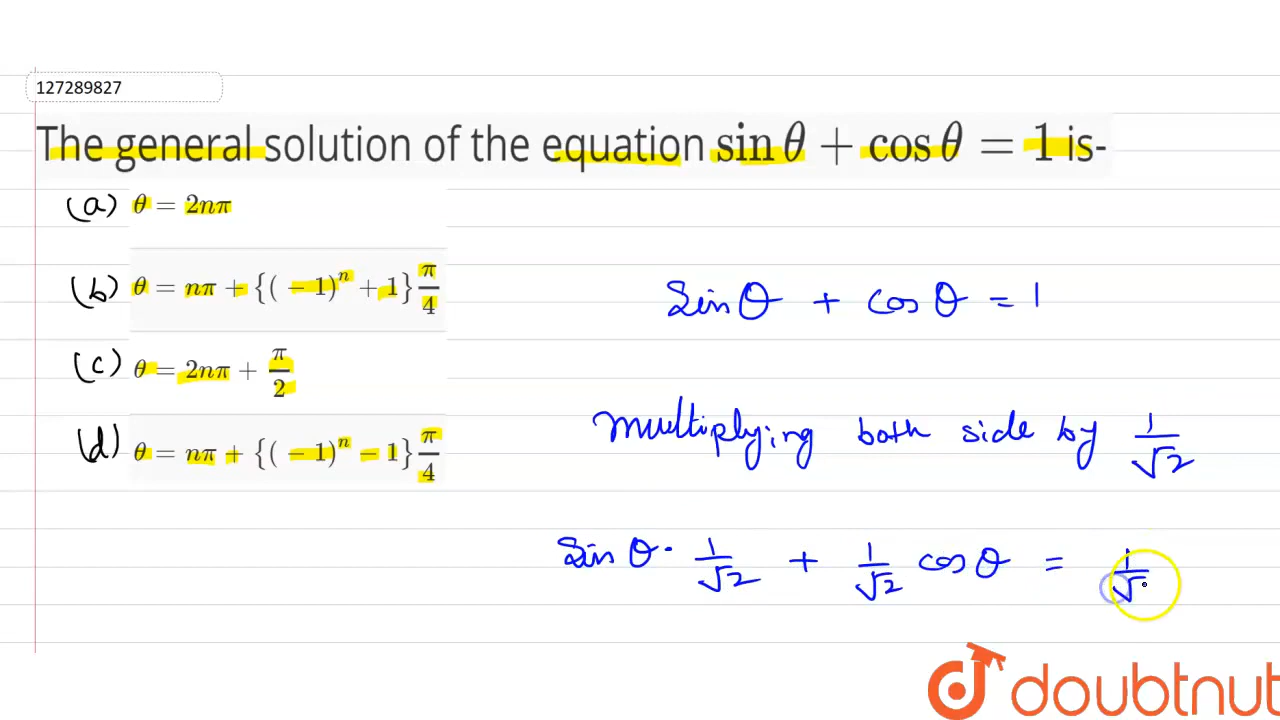 127289827
The general solution of the equation sin θ + cos θ = 1 is-
(a) θ = 2nπ
(b) θ = nπ + {( − 1)^n + 1} π/4
sin θ + cos θ = 1
(c) θ = 2nπ + π/2
multiplying both side by 1/√2
(d) θ = nπ + {( − 1)^n − 1} π/4
sin θ · 1/√2 + 1/√2 cos θ = 1/√
doubtnut